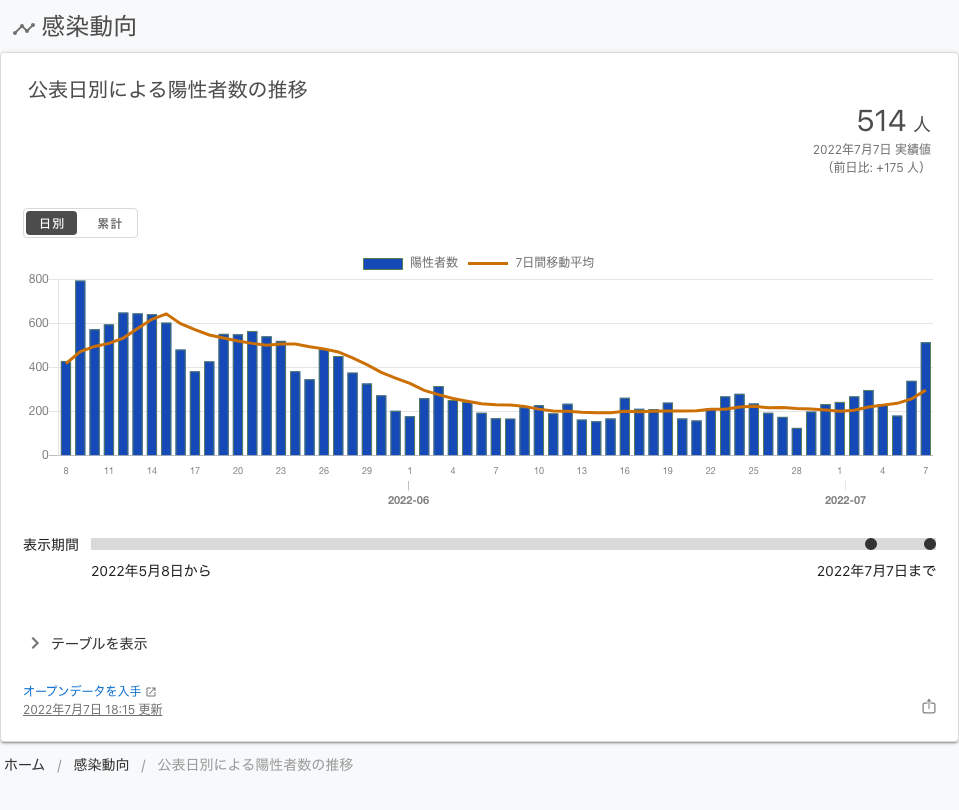 感染動向
公表日別による陽性者数の推移
514 人
2022年7月7日 実績値
（前日比: +175 人）
日別 累計
陽性者数 7日間移動平均
800
600
400
200
0
8 11 14 17 20 23 26 29 1 4 7 10 13 16 19 22 25 28 1 4 7
2022-06 2022-07
表示期間
2022年5月8日から 2022年7月7日まで
テーブルを表示
オープンデータを入手
2022年7月7日 18:15 更新
ホーム / 感染動向 / 公表日別による陽性者数の推移